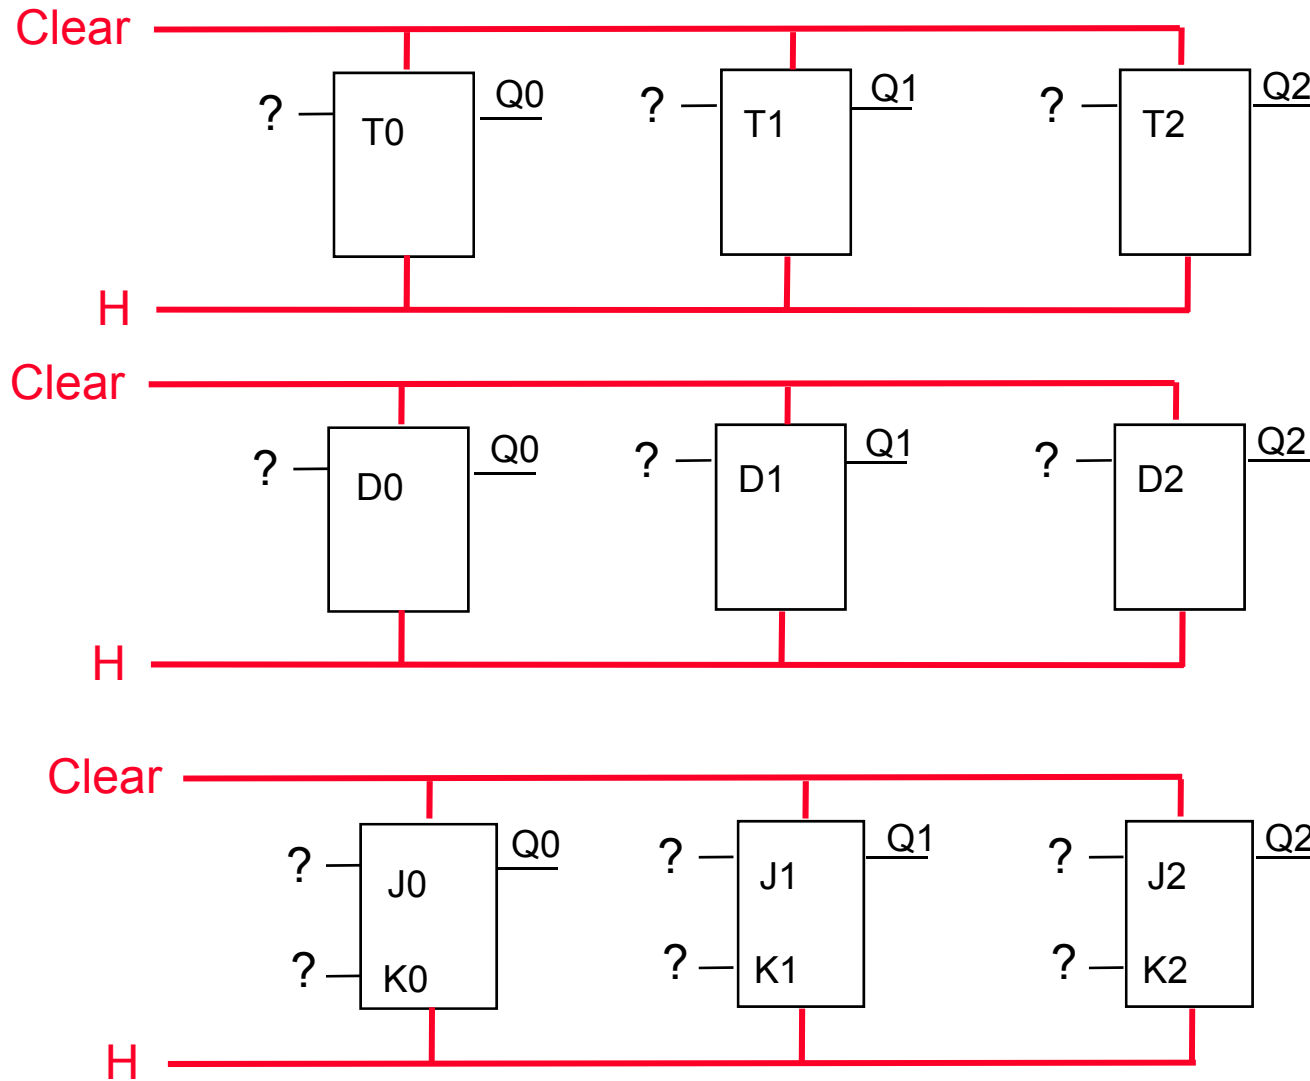 Clear
? T0 Q0 ? T1 Q1 ? T2 Q2
H
Clear
? D0 Q0 ? D1 Q1 ? D2 Q2
H
Clear
? J0 Q0 ? J1 Q1 ? J2 Q2
? K0 ? K1 ? K2
H